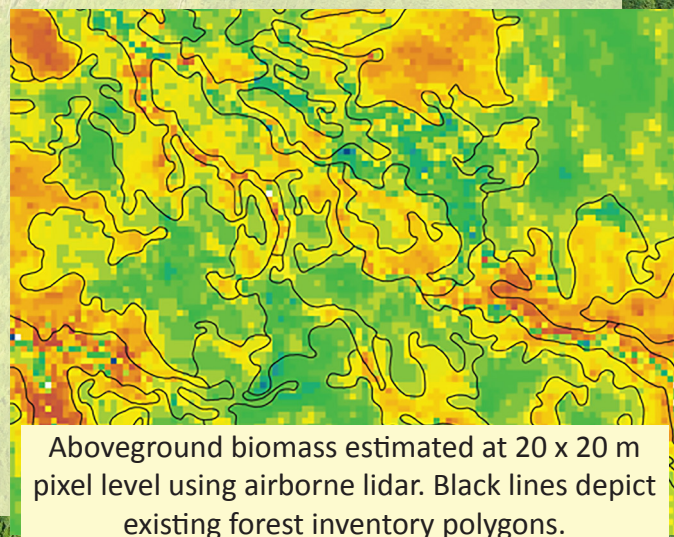 Aboveground biomass estimated at 20 x 20 m
pixel level using airborne lidar. Black lines depict
existing forest inventory polygons.